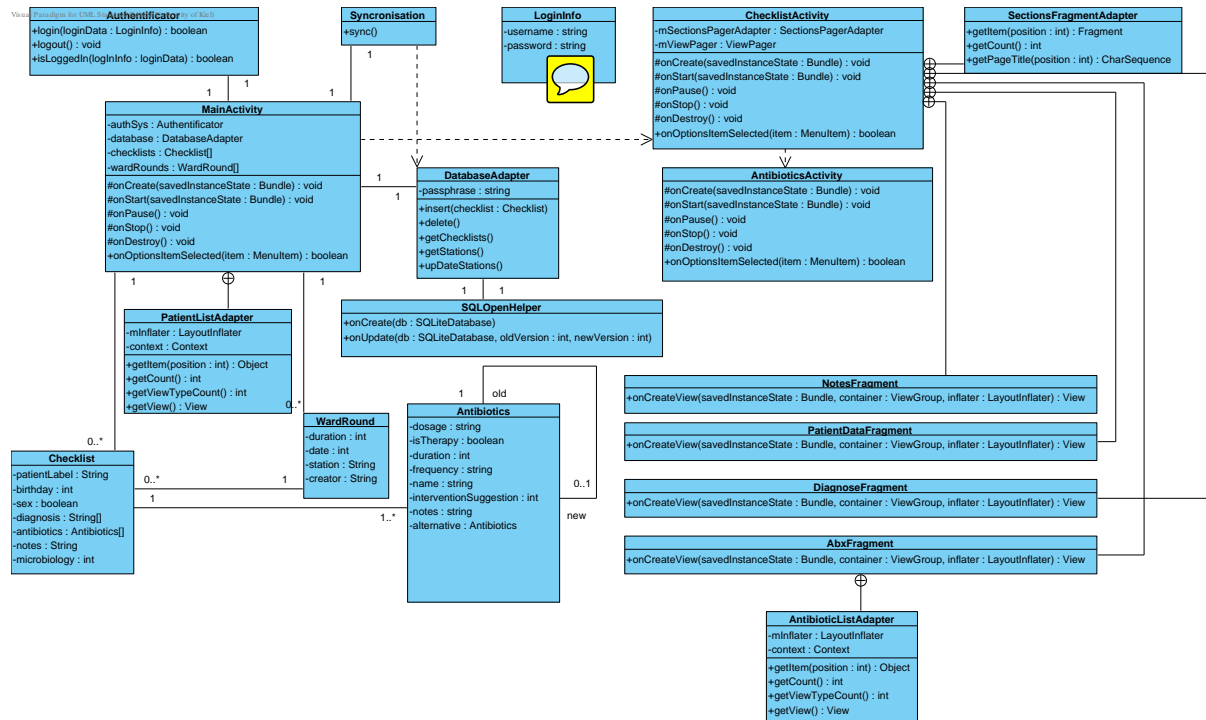 Visual Paradigm for UML Standard Edition(University of Kiel)
Authentificator
+login(loginData : LoginInfo) : boolean
+logout() : void
+isLoggedIn(logInInfo : loginData) : boolean
Syncronisation
+sync()
LoginInfo
-username : string
-password : string
ChecklistActivity
-mSectionsPagerAdapter : SectionsPagerAdapter
-mViewPager : ViewPager
#onCreate(savedInstanceState : Bundle) : void
#onStart(savedInstanceState : Bundle) : void
#onPause() : void
#onStop() : void
#onDestroy() : void
+onOptionsItemSelected(item : MenuItem) : boolean
SectionsFragmentAdapter
+getItem(position : int) : Fragment
+getCount() : int
+getPageTitle(position : int) : CharSequence
1
1
1
1
MainActivity
-authSys : Authentificator
-database : DatabaseAdapter
-checklists : Checklist[]
-wardRounds : WardRound[]
#onCreate(savedInstanceState : Bundle) : void
#onStart(savedInstanceState : Bundle) : void
#onPause() : void
#onStop() : void
#onDestroy() : void
+onOptionsItemSelected(item : MenuItem) : boolean
1
1
DatabaseAdapter
-passphrase : string
+insert(checklist : Checklist)
+delete()
+getChecklists()
+getStations()
+upDateStations()
AntibioticsActivity
#onCreate(savedInstanceState : Bundle) : void
#onStart(savedInstanceState : Bundle) : void
#onPause() : void
#onStop() : void
#onDestroy() : void
+onOptionsItemSelected(item : MenuItem) : boolean
1
1
1
1
SQLOpenHelper
+onCreate(db : SQLiteDatabase)
+onUpdate(db : SQLiteDatabase, oldVersion : int, newVersion : int)
PatientListAdapter
-mInflater : LayoutInflater
-context : Context
+getItem(position : int) : Object
+getCount() : int
+getViewTypeCount() : int
+getView() : View
0..*
0..*
1
old
0..1
new
WardRound
-duration : int
-date : int
-station : String
-creator : String
Antibiotics
-dosage : string
-isTherapy : boolean
-duration : int
-frequency : string
-name : string
-interventionSuggestion : int
-notes : string
-alternative : Antibiotics
NotesFragment
+onCreateView(savedInstanceState : Bundle, container : ViewGroup, inflater : LayoutInflater) : View
PatientDataFragment
+onCreateView(savedInstanceState : Bundle, container : ViewGroup, inflater : LayoutInflater) : View
Checklist
-patientLabel : String
-birthday : int
-sex : boolean
-diagnosis : String[]
-antibiotics : Antibiotics[]
-notes : String
-microbiology : int
0..*
1
1
1..*
DiagnoseFragment
+onCreateView(savedInstanceState : Bundle, container : ViewGroup, inflater : LayoutInflater) : View
AbxFragment
+onCreateView(savedInstanceState : Bundle, container : ViewGroup, inflater : LayoutInflater) : View
AntibioticListAdapter
-mInflater : LayoutInflater
-context : Context
+getItem(position : int) : Object
+getCount() : int
+getViewTypeCount() : int
+getView() : View